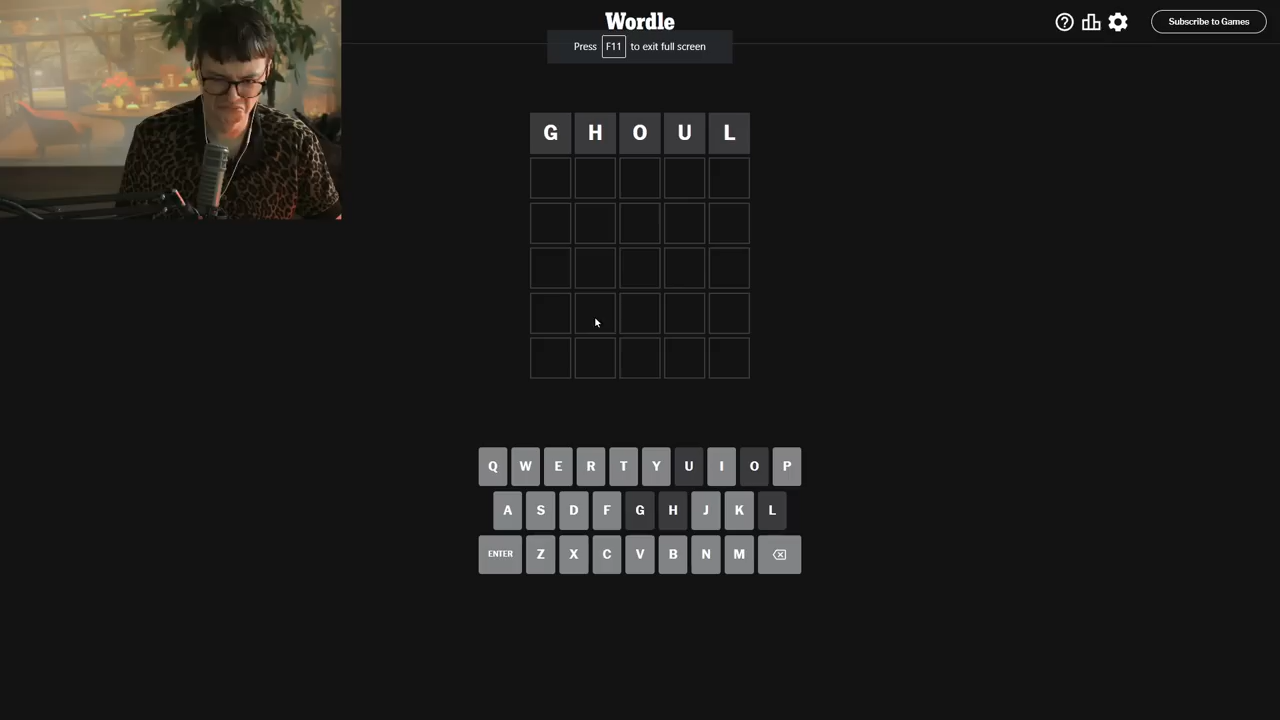 Wordle
Subscribe to Games
Press F11 to exit full screen
G H O U L
Q W E R T Y U I O P
A S D F G H J K L
ENTER Z X C V B N M